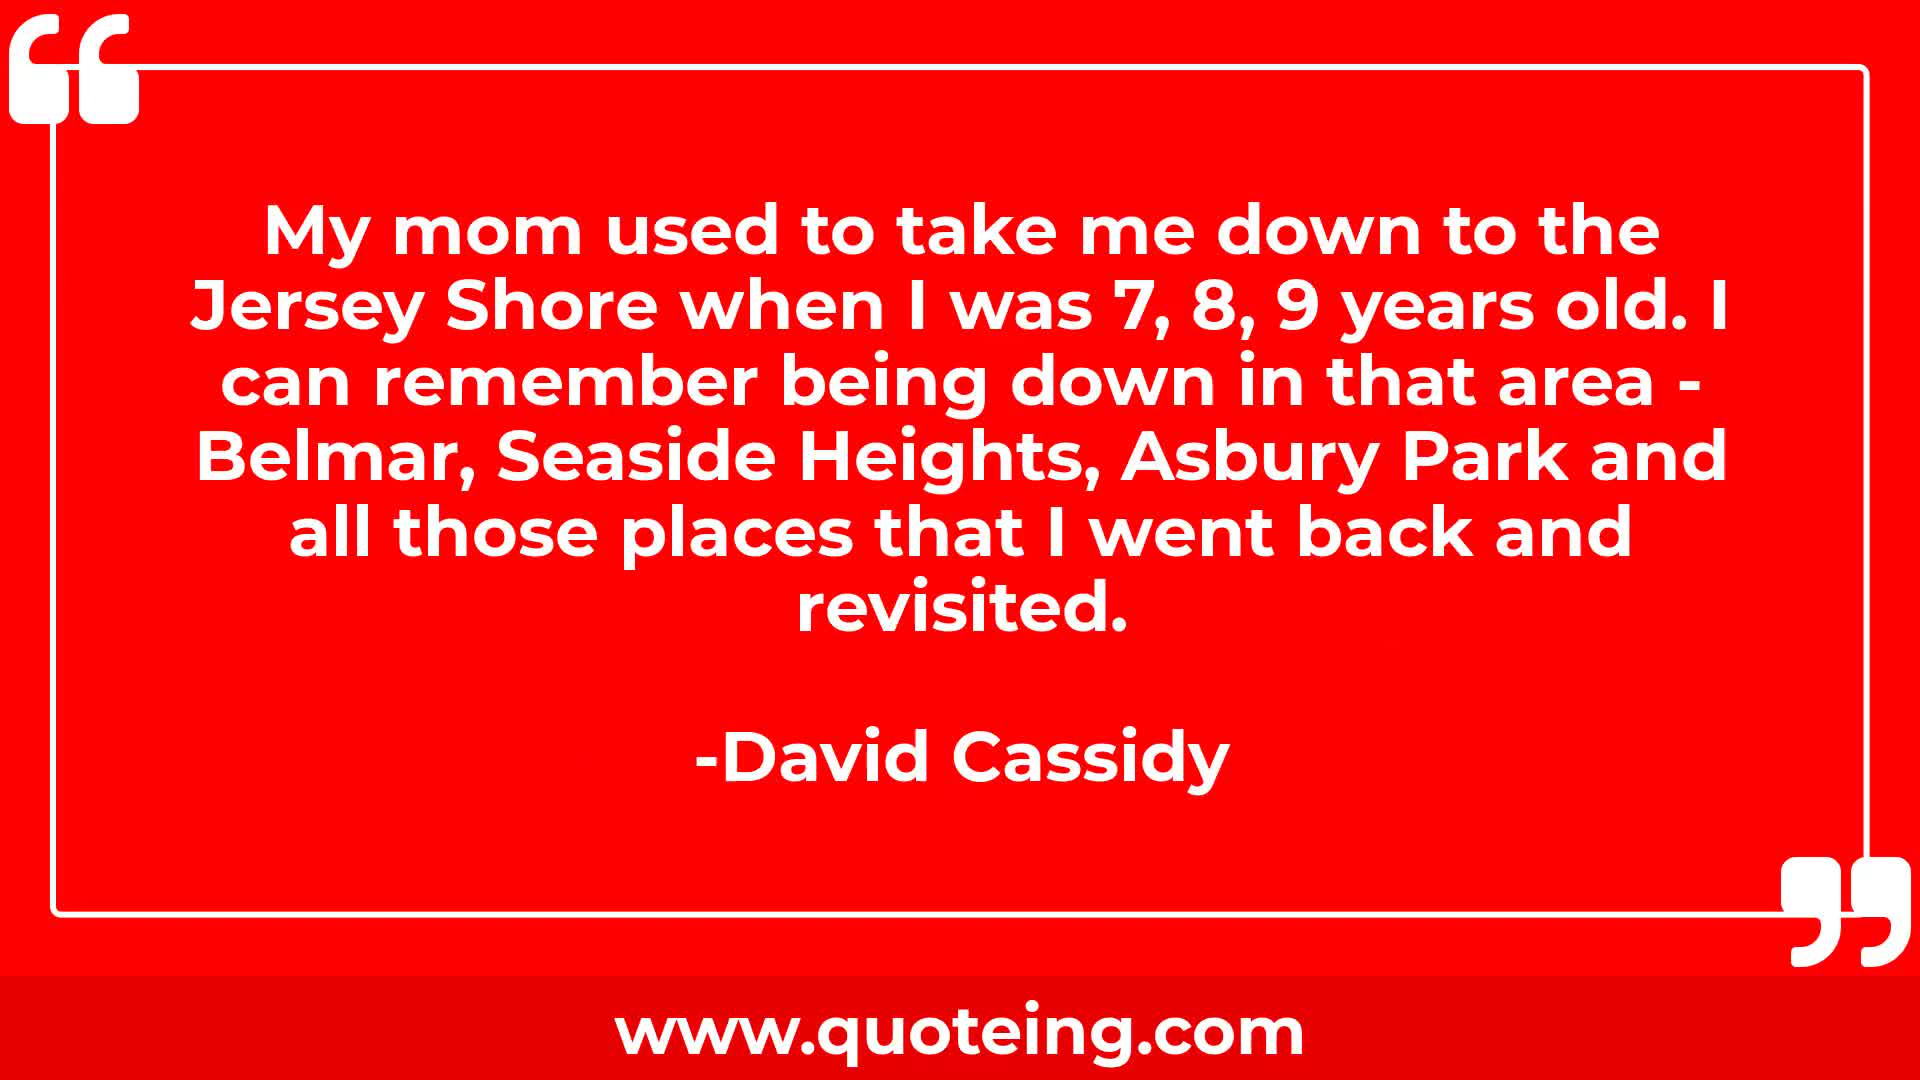 My mom used to take me down to the
Jersey Shore when I was 7, 8, 9 years old. I
can remember being down in that area -
Belmar, Seaside Heights, Asbury Park and
all those places that I went back and
revisited.
-David Cassidy
www.quoteing.com